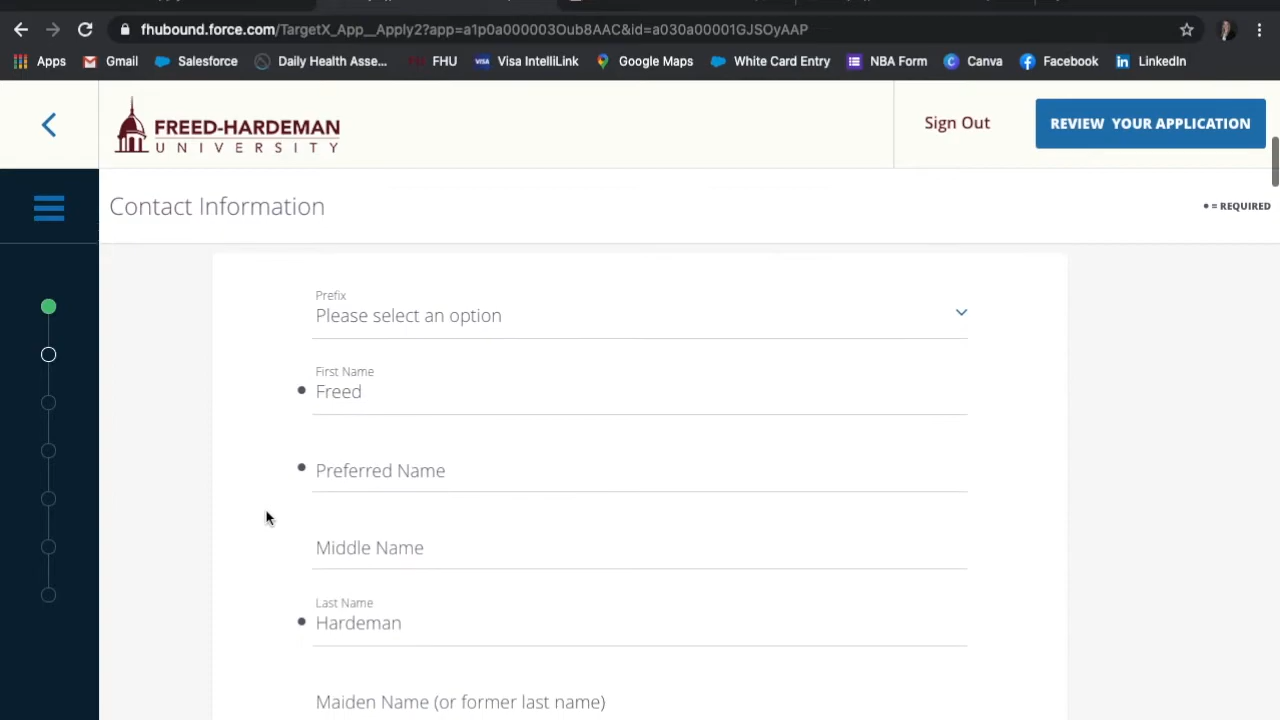 fhubound.force.com/TargetX_App__Apply2?app=a1p0a000003Oub8AAC&id=a030a00001GJSOyAAP
Apps Gmail Salesforce Daily Health Asse... FHU VISA Visa IntelliLink Google Maps White Card Entry NBA Form Canva Facebook LinkedIn
FREED-HARDEMAN
UNIVERSITY
Sign Out
REVIEW YOUR APPLICATION
Contact Information
• = REQUIRED
Prefix
Please select an option
First Name
Freed
Preferred Name
Middle Name
Last Name
Hardeman
Maiden Name (or former last name)